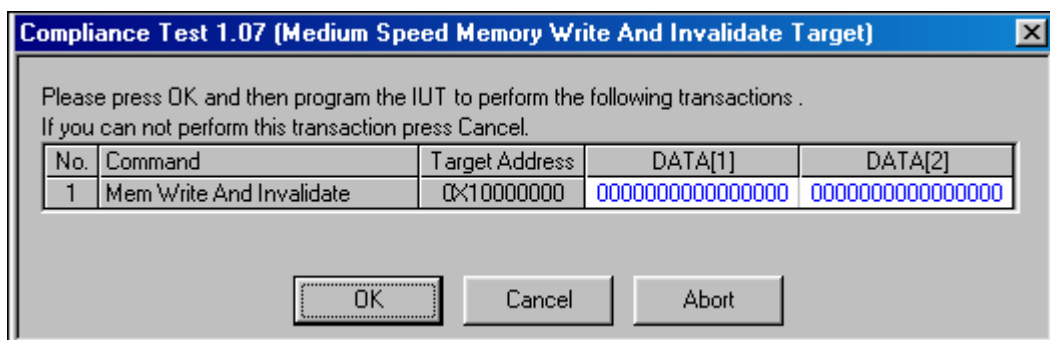 Compliance Test 1.07 (Medium Speed Memory Write And Invalidate Target)
Please press OK and then program the IUT to perform the following transactions .
If you can not perform this transaction press Cancel.
No. Command Target Address DATA[1] DATA[2]
1 Mem Write And Invalidate 0X10000000 0000000000000000 0000000000000000
OK Cancel Abort